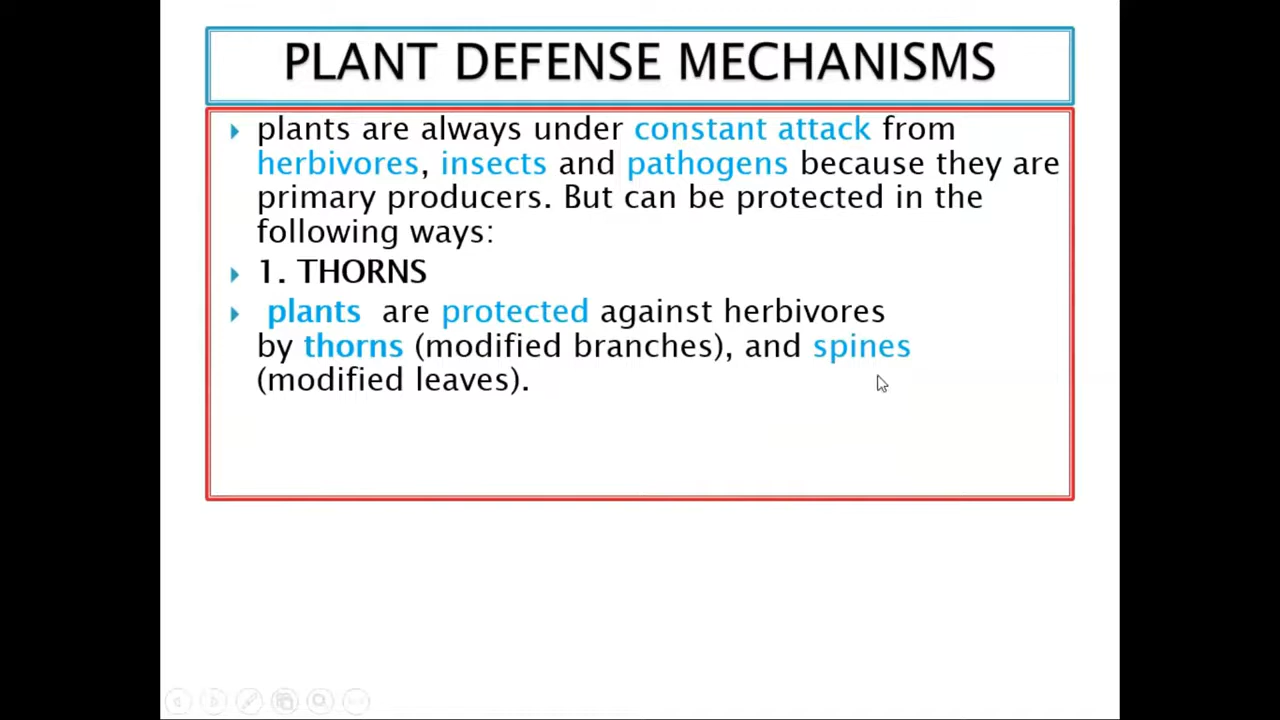 PLANT DEFENSE MECHANISMS
plants are always under constant attack from
herbivores, insects and pathogens because they are
primary producers. But can be protected in the
following ways:
1. THORNS
plants are protected against herbivores
by thorns (modified branches), and spines
(modified leaves).